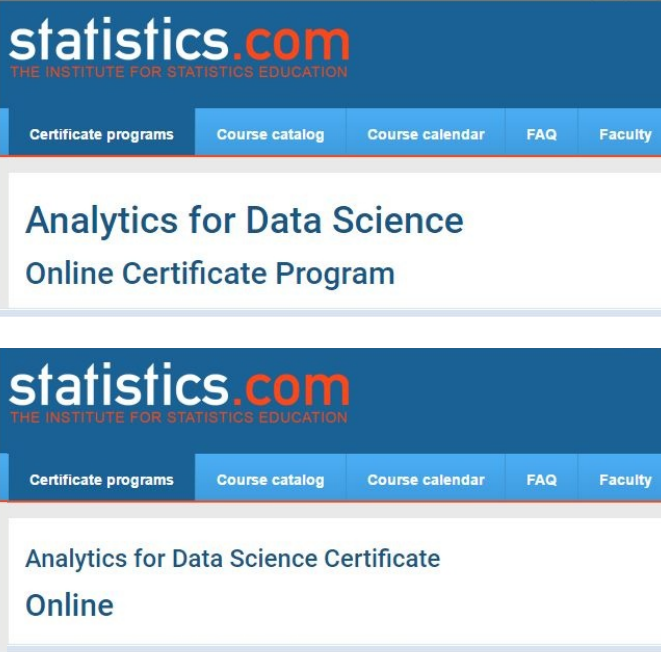 statistics.com
THE INSTITUTE FOR STATISTICS EDUCATION
Certificate programs Course catalog Course calendar FAQ Faculty
Analytics for Data Science
Online Certificate Program
statistics.com
THE INSTITUTE FOR STATISTICS EDUCATION
Certificate programs Course catalog Course calendar FAQ Faculty
Analytics for Data Science Certificate
Online